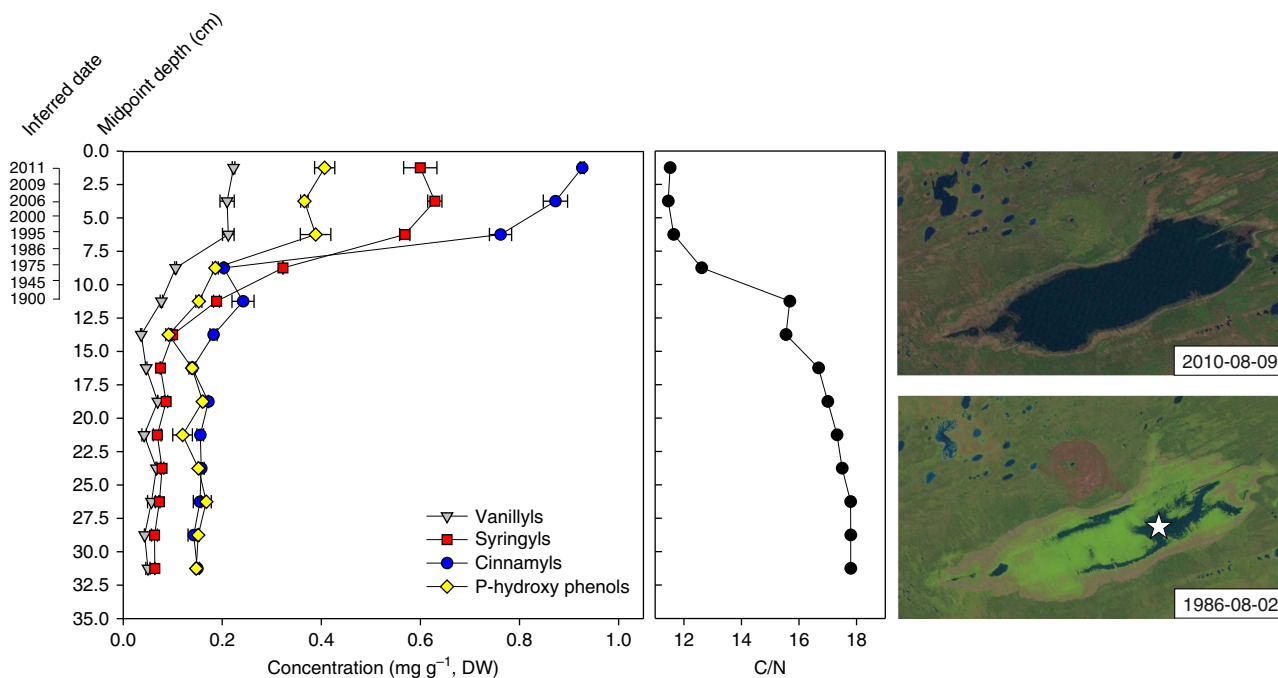 Inferred date
Midpoint depth (cm)
2011
2009
2006
2000
1995
1986
1975
1945
1900
0.0
2.5
5.0
7.5
10.0
12.5
15.0
17.5
20.0
22.5
25.0
27.5
30.0
32.5
35.0
Vanillyls
Syringyls
Cinnamyls
P-hydroxy phenols
0.0 0.2 0.4 0.6 0.8 1.0
Concentration (mg g⁻¹, DW)
12 14 16 18
C/N
2010-08-09
1986-08-02